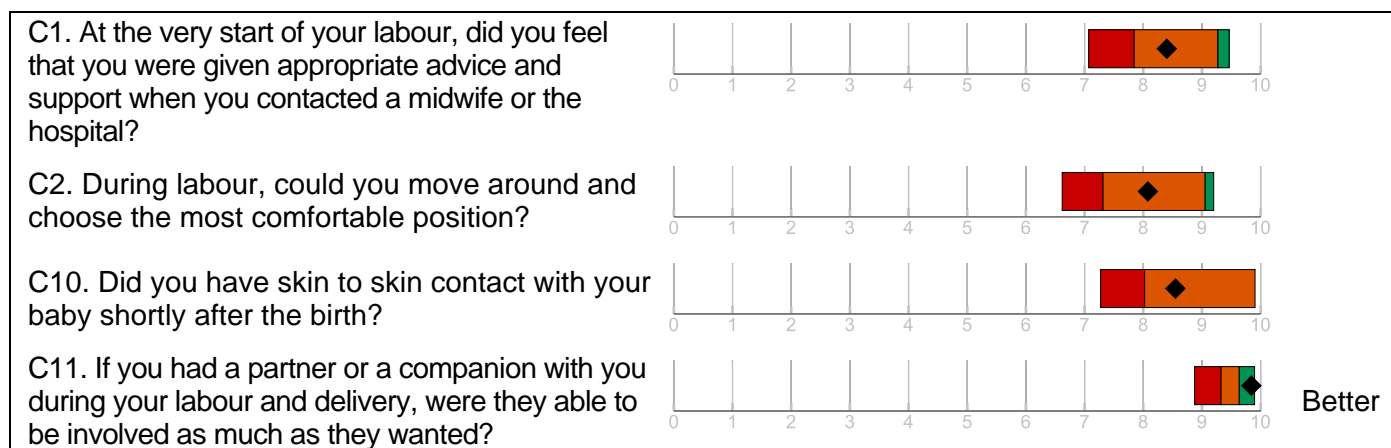 C1. At the very start of your labour, did you feel
that you were given appropriate advice and
support when you contacted a midwife or the
hospital?
0 1 2 3 4 5 6 7 8 9 10
C2. During labour, could you move around and
choose the most comfortable position?
0 1 2 3 4 5 6 7 8 9 10
C10. Did you have skin to skin contact with your
baby shortly after the birth?
0 1 2 3 4 5 6 7 8 9 10
C11. If you had a partner or a companion with you
during your labour and delivery, were they able to
be involved as much as they wanted?
0 1 2 3 4 5 6 7 8 9 10
Better